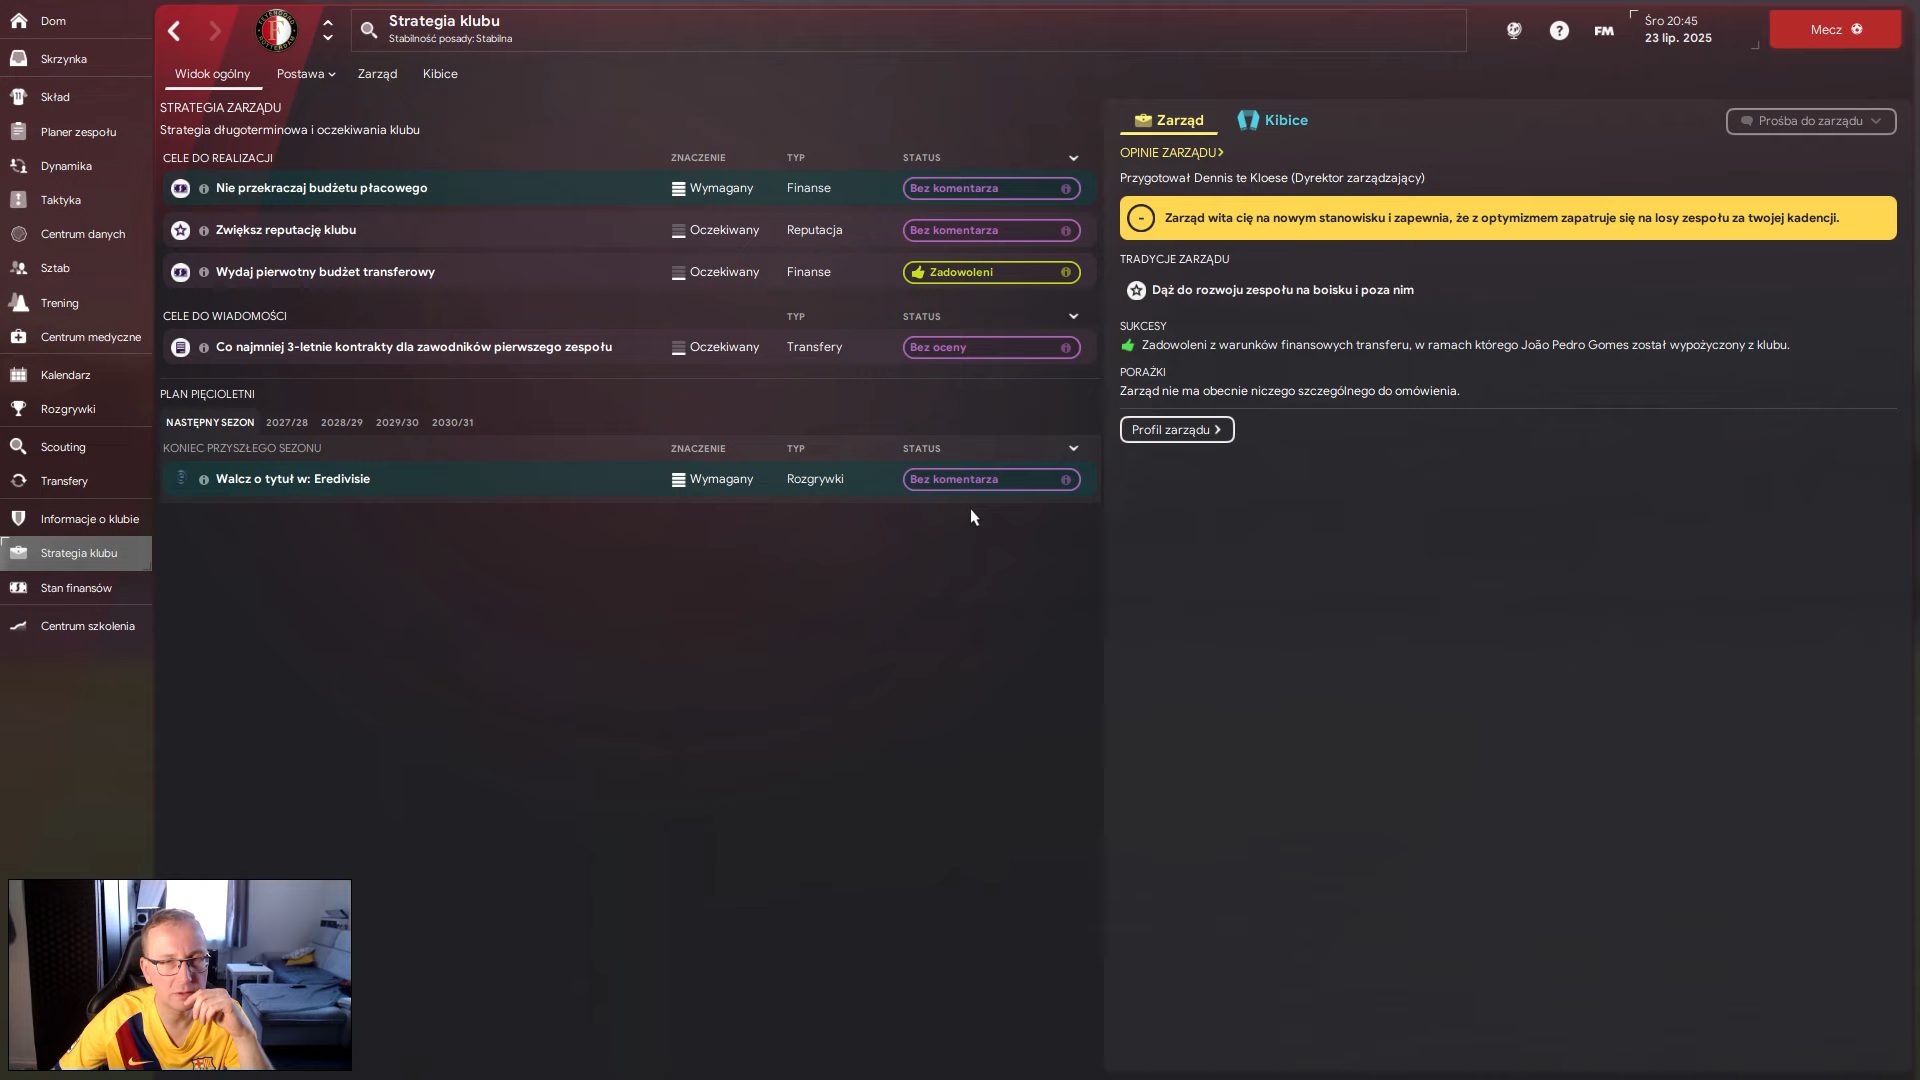 Dom
Skrzynka
Skład
Planer zespołu
Dynamika
Taktyka
Centrum danych
Sztab
Trening
Centrum medyczne
Kalendarz
Rozgrywki
Scouting
Transfery
Informacje o klubie
Strategia klubu
Stan finansów
Centrum szkolenia
Strategia klubu
Stabilność posady: Stabilna
FM
Śro 20:45
23 lip. 2025
Mecz
Widok ogólny
Postawa
Zarząd
Kibice
STRATEGIA ZARZĄDU
Strategia długoterminowa i oczekiwania klubu
CELE DO REALIZACJI ZNACZENIE TYP STATUS
Nie przekraczaj budżetu płacowego Wymagany Finanse Bez komentarza
Zwiększ reputację klubu Oczekiwany Reputacja Bez komentarza
Wydaj pierwotny budżet transferowy Oczekiwany Finanse Zadowoleni
CELE DO WIADOMOŚCI TYP STATUS
Co najmniej 3-letnie kontrakty dla zawodników pierwszego zespołu Oczekiwany Transfery Bez oceny
PLAN PIĘCIOLETNI
NASTĘPNY SEZON 2027/28 2028/29 2029/30 2030/31
KONIEC PRZYSZŁEGO SEZONU ZNACZENIE TYP STATUS
Walcz o tytuł w: Eredivisie Wymagany Rozgrywki Bez komentarza
Zarząd
Kibice
Prośba do zarządu
OPINIE ZARZĄDU
Przygotował Dennis te Kloese (Dyrektor zarządzający)
Zarząd wita cię na nowym stanowisku i zapewnia, że z optymizmem zapatruje się na losy zespołu za twojej kadencji.
TRADYCJE ZARZĄDU
Dąż do rozwoju zespołu na boisku i poza nim
SUKCESY
Zadowoleni z warunków finansowych transferu, w ramach którego João Pedro Gomes został wypożyczony z klubu.
PORAŻKI
Zarząd nie ma obecnie niczego szczególnego do omówienia.
Profil zarządu